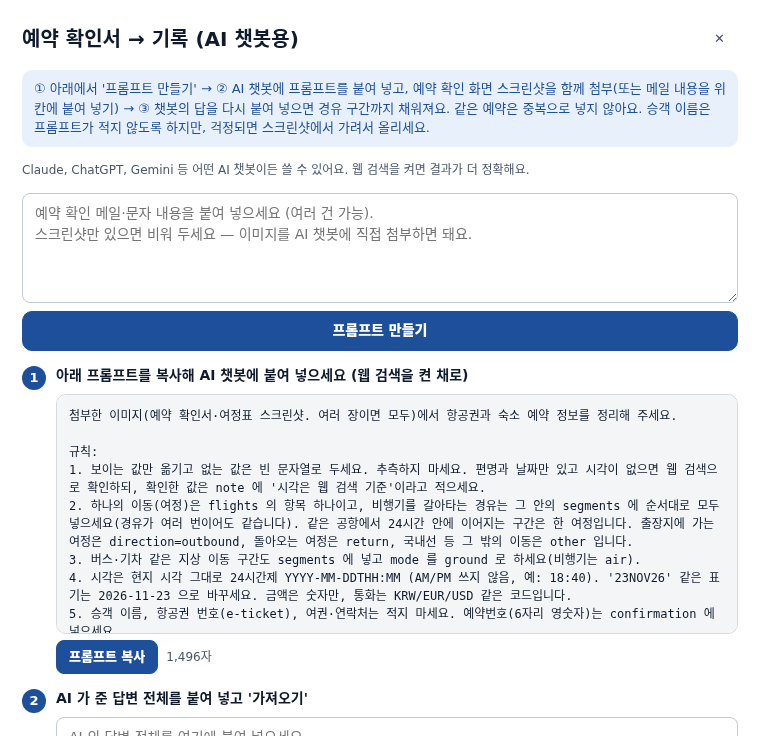 예약 확인서 → 기록 (AI 챗봇용)
✕
① 아래에서 '프롬프트 만들기' → ② AI 챗봇에 프롬프트를 붙여 넣고, 예약 확인 화면 스크린샷을 함께 첨부(또는 메일 내용을 위
칸에 붙여 넣기) → ③ 챗봇의 답을 다시 붙여 넣으면 경유 구간까지 채워져요. 같은 예약은 중복으로 넣지 않아요. 승객 이름은
프롬프트가 적지 않도록 하지만, 걱정되면 스크린샷에서 가려서 올리세요.
Claude, ChatGPT, Gemini 등 어떤 AI 챗봇이든 쓸 수 있어요. 웹 검색을 켜면 결과가 더 정확해요.
예약 확인 메일·문자 내용을 붙여 넣으세요 (여러 건 가능).
스크린샷만 있으면 비워 두세요 — 이미지를 AI 챗봇에 직접 첨부하면 돼요.
프롬프트 만들기
1 아래 프롬프트를 복사해 AI 챗봇에 붙여 넣으세요 (웹 검색을 켠 채로)
첨부한 이미지(예약 확인서·여정표 스크린샷. 여러 장이면 모두)에서 항공권과 숙소 예약 정보를 정리해 주세요.
규칙:
1. 보이는 값만 옮기고 없는 값은 빈 문자열로 두세요. 추측하지 마세요. 편명과 날짜만 있고 시각이 없으면 웹 검색으
로 확인하되, 확인한 값은 note 에 '시각은 웹 검색 기준'이라고 적으세요.
2. 하나의 이동(여정)은 flights 의 항목 하나이고, 비행기를 갈아타는 경유는 그 안의 segments 에 순서대로 모두
넣으세요(경유가 여러 번이어도 같습니다). 같은 공항에서 24시간 안에 이어지는 구간은 한 여정입니다. 출장지에 가는
여정은 direction=outbound, 돌아오는 여정은 return, 국내선 등 그 밖의 이동은 other 입니다.
3. 버스·기차 같은 지상 이동 구간도 segments 에 넣고 mode 를 ground 로 하세요(비행기는 air).
4. 시각은 현지 시각 그대로 24시간제 YYYY-MM-DDTHH:MM (AM/PM 쓰지 않음, 예: 18:40). '23NOV26' 같은 표
기는 2026-11-23 으로 바꾸세요. 금액은 숫자만, 통화는 KRW/EUR/USD 같은 코드입니다.
5. 승객 이름, 항공권 번호(e-ticket), 여권·연락처는 적지 마세요. 예약번호(6자리 영숫자)는 confirmation 에
넣으세요.
프롬프트 복사 1,496자
2 AI 가 준 답변 전체를 붙여 넣고 '가져오기'
AI 의 답변 전체를 여기에 붙여 넣으세요